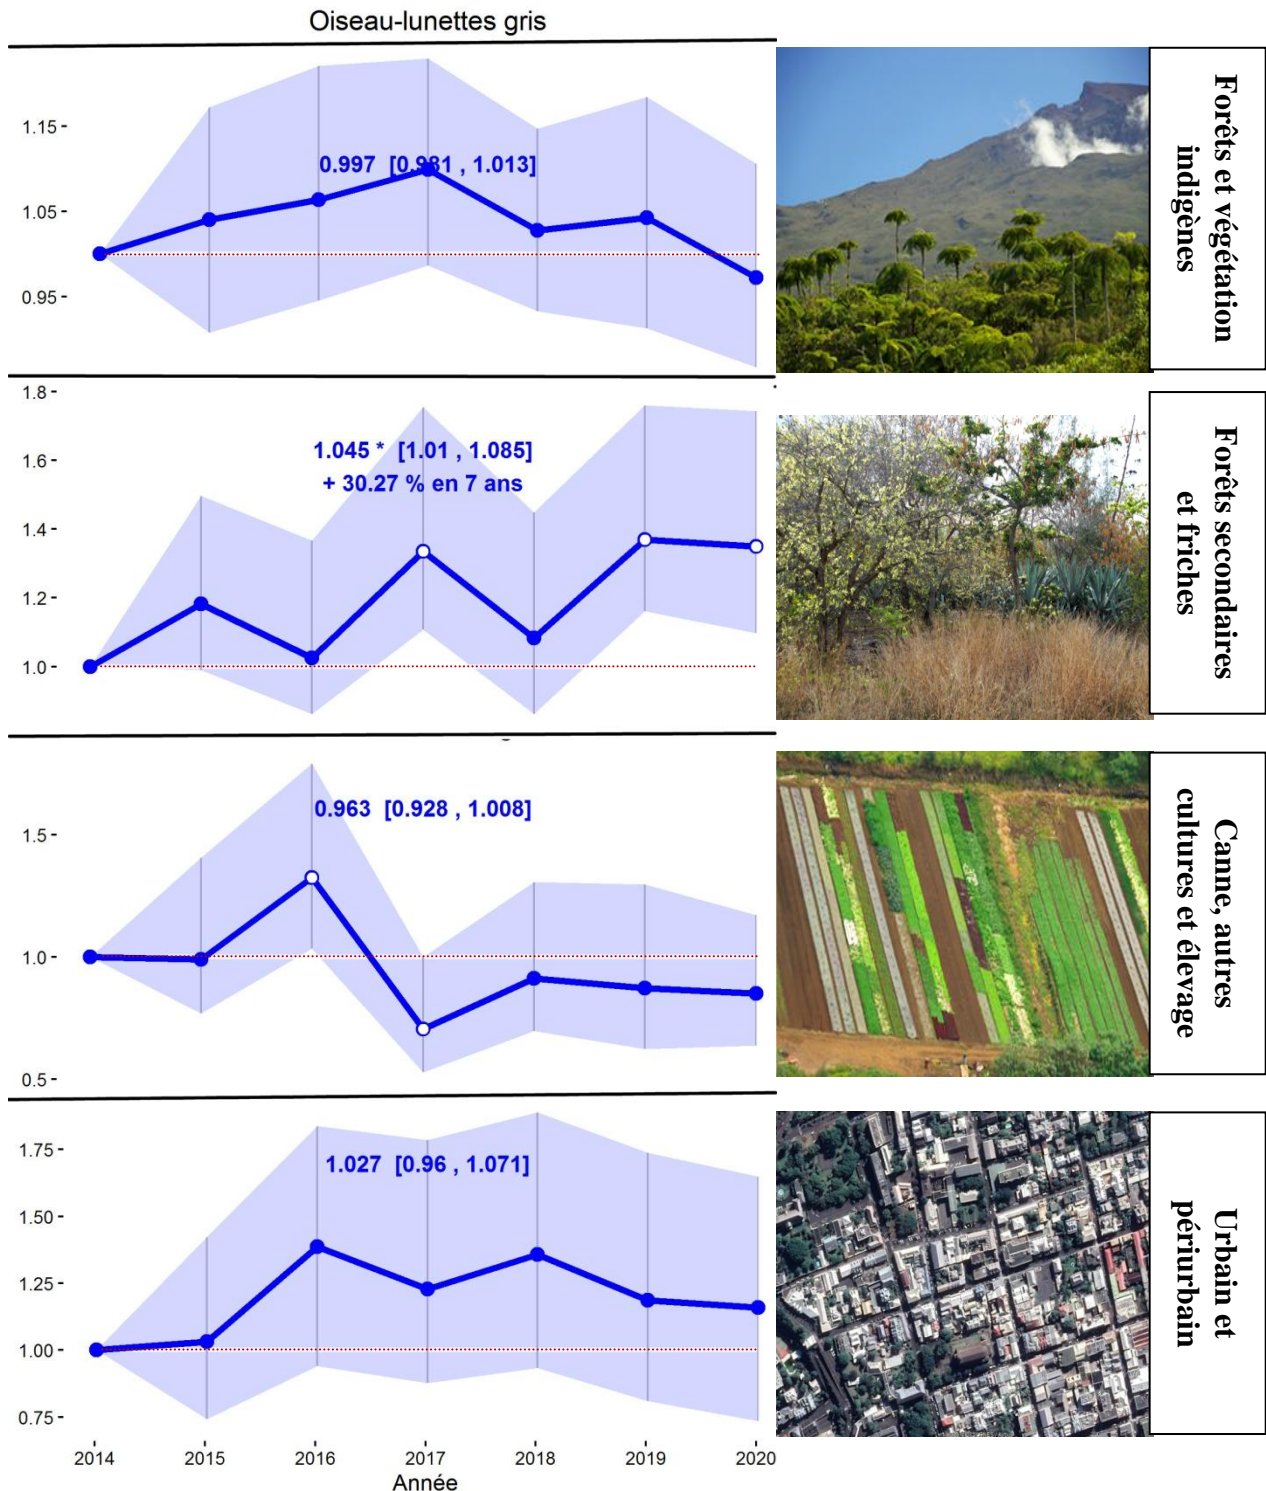 Oiseau-lunettes gris
1.15
1.05
0.95
0.997 [0.981 , 1.013]
Forêts et végétation
indigènes
1.8
1.6
1.4
1.2
1.0
1.045 * [1.01 , 1.085]
+ 30.27 % en 7 ans
Forêts secondaires
et friches
1.5
1.0
0.5
0.963 [0.928 , 1.008]
Canne, autres
cultures et élevage
1.75
1.50
1.25
1.00
0.75
1.027 [0.96 , 1.071]
Urbain et
périurbain
2014 2015 2016 2017 2018 2019 2020
Année